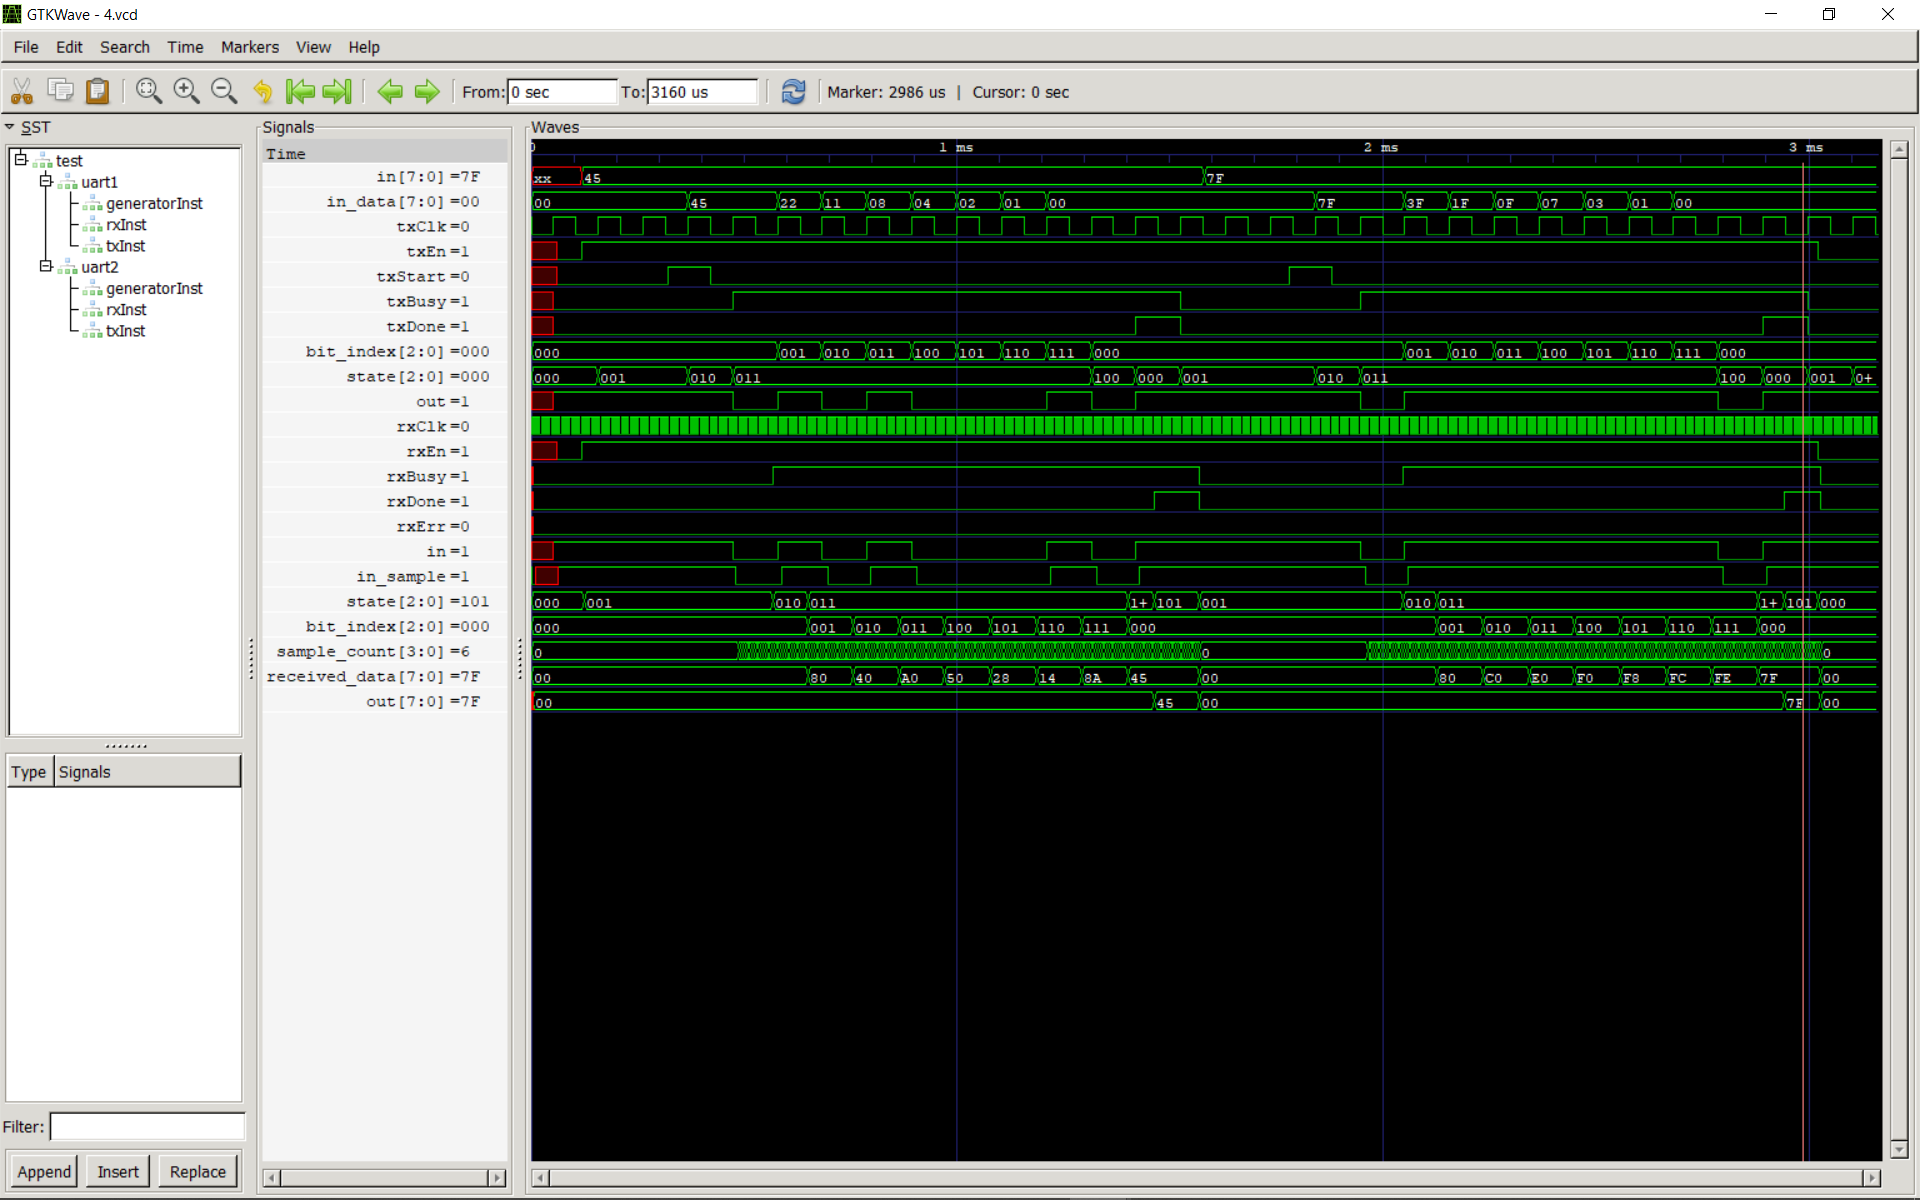 GTKWave - 4.vcd
File Edit Search Time Markers View Help
From: 0 sec To: 3160 us Marker: 2986 us | Cursor: 0 sec
SST
test
uart1
generatorInst
rxInst
txInst
uart2
generatorInst
rxInst
txInst
Type Signals
Filter:
Append Insert Replace
Signals
Time
in[7:0] =7F
in_data[7:0] =00
txClk =0
txEn =1
txStart =0
txBusy =1
txDone =1
bit_index[2:0] =000
state[2:0] =000
out =1
rxClk =0
rxEn =1
rxBusy =1
rxDone =1
rxErr =0
in =1
in_sample =1
state[2:0] =101
bit_index[2:0] =000
sample_count[3:0] =6
received_data[7:0] =7F
out[7:0] =7F
Waves
0 1 ms 2 ms 3 ms
xx 45 7F
00 45 22 11 08 04 02 01 00 7F 3F 1F 0F 07 03 01 00
000 001 010 011 100 101 110 111 000 001 010 011 100 101 110 111 000
000 001 010 011 100 000 001 010 011 100 000 001 0+
000 001 010 011 1+ 101 001 010 011 1+ 101 000
000 001 010 011 100 101 110 111 000 001 010 011 100 101 110 111 000
0 0 0
00 80 40 A0 50 28 14 8A 45 00 80 C0 E0 F0 F8 FC FE 7F 00
00 45 00 7F 00